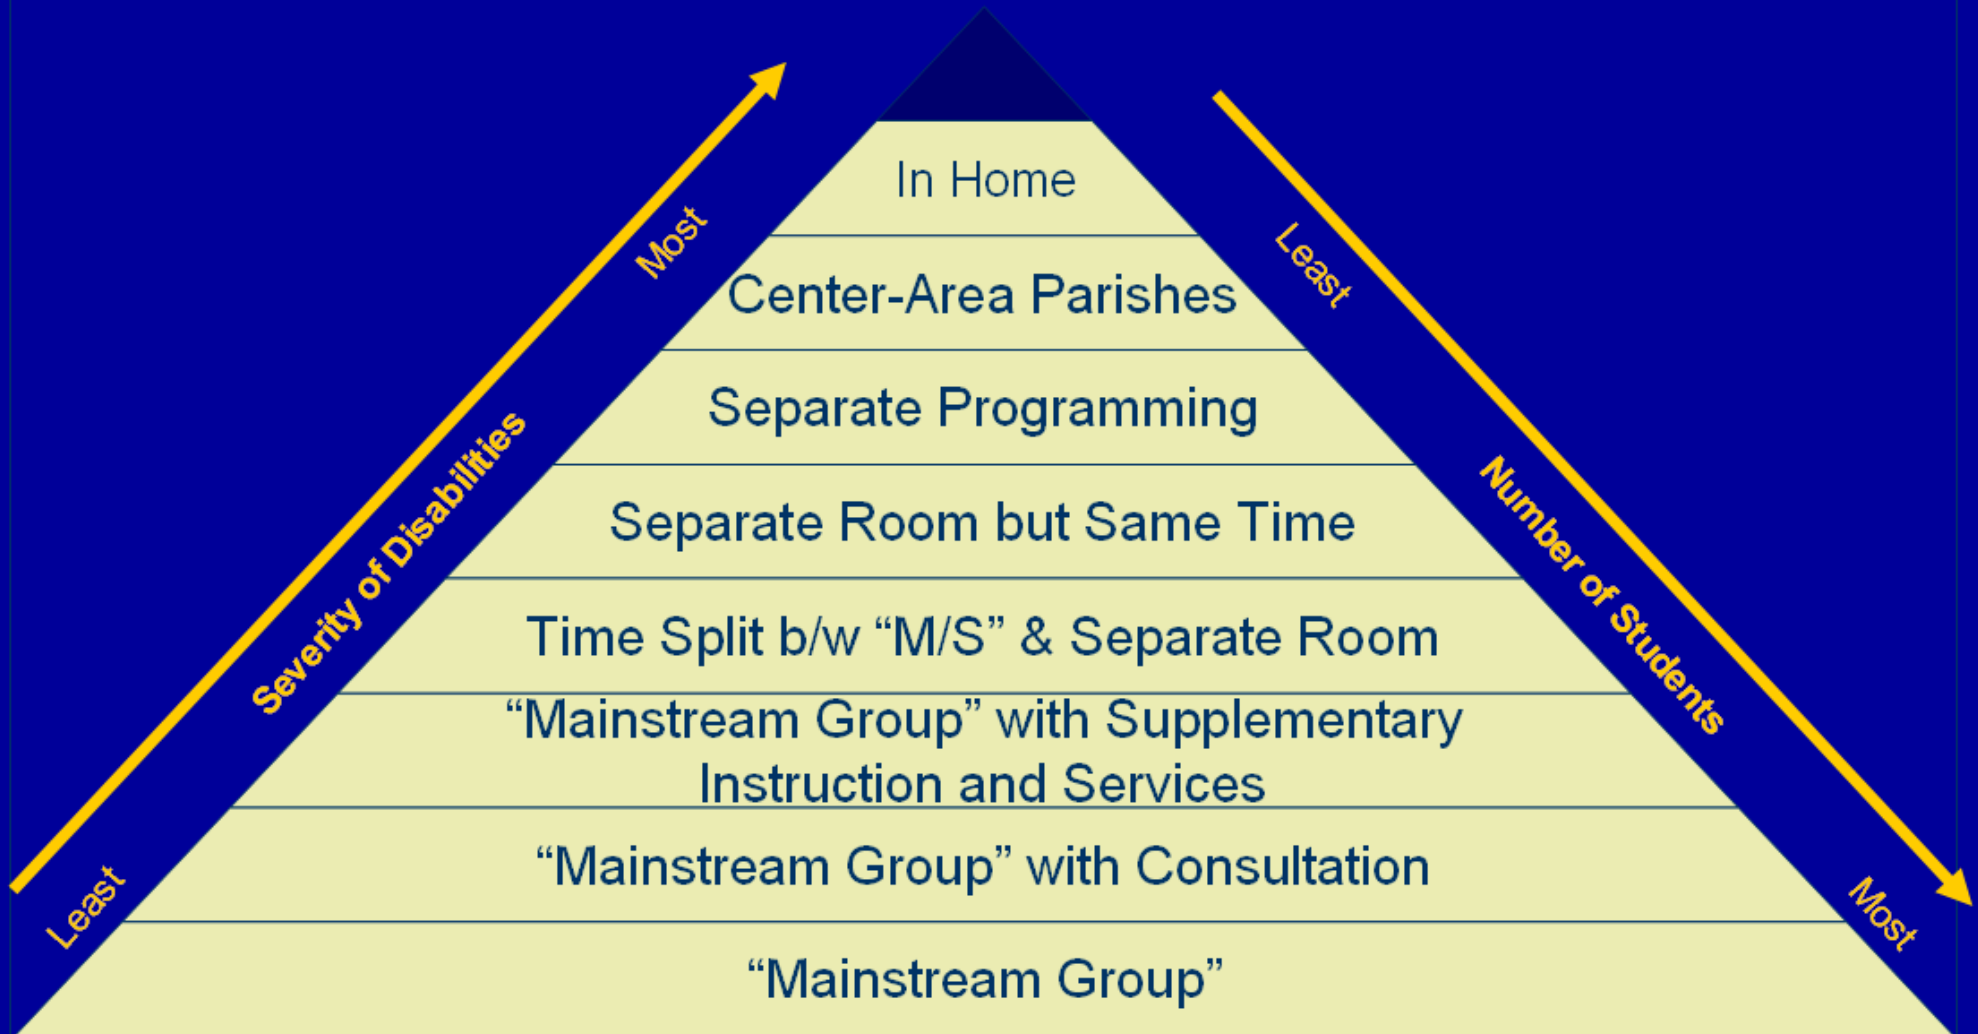 In Home
Most
Least
Center-Area Parishes
Separate Programming
Severity of Disabilities
Number of Students
Separate Room but Same Time
Time Split b/w “M/S” & Separate Room
“Mainstream Group” with Supplementary
Instruction and Services
“Mainstream Group” with Consultation
Least
Most
“Mainstream Group”